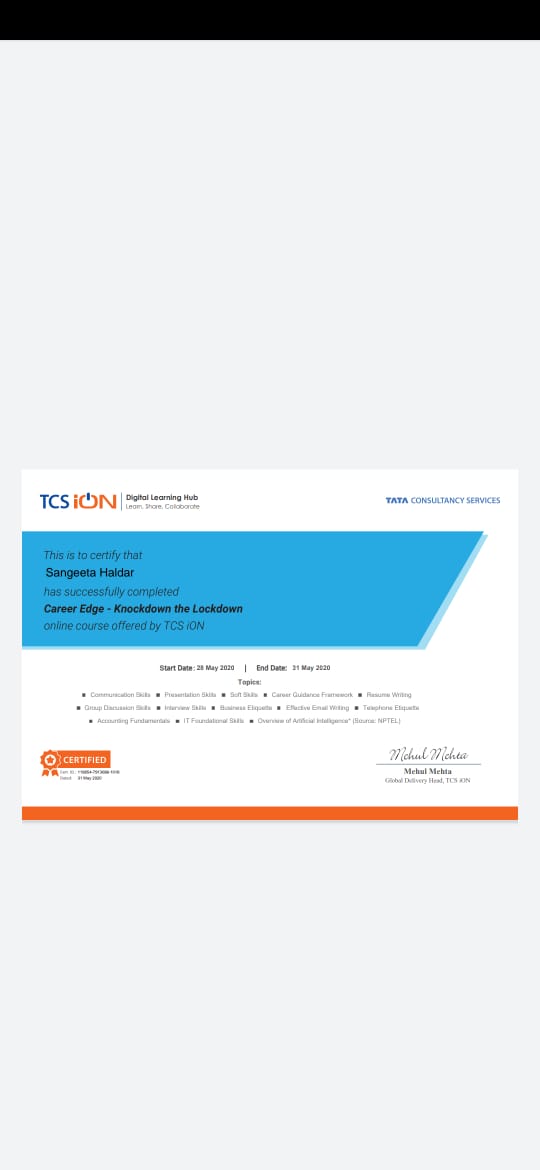 TCS iON | Digital Learning Hub
Learn. Share. Collaborate
TATA CONSULTANCY SERVICES
This is to certify that
Sangeeta Haldar
has successfully completed
Career Edge - Knockdown the Lockdown
online course offered by TCS iON
Start Date: 28 May 2020 | End Date: 31 May 2020
Topics:
■ Communication Skills ■ Presentation Skills ■ Soft Skills ■ Career Guidance Framework ■ Resume Writing
■ Group Discussion Skills ■ Interview Skills ■ Business Etiquette ■ Effective Email Writing ■ Telephone Etiquette
■ Accounting Fundamentals ■ IT Foundational Skills ■ Overview of Artificial Intelligence* (Source: NPTEL)
CERTIFIED
Cert. ID.:
Dated: 31 May 2020
Mehul Mehta
Mehul Mehta
Global Delivery Head, TCS iON